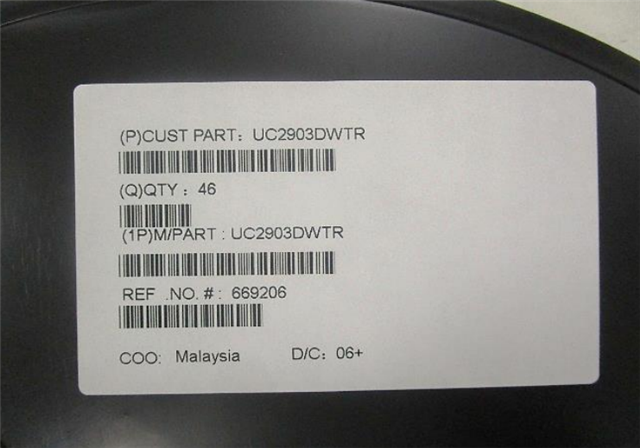 (P)CUST PART: UC2903DWTR
(Q)QTY : 46
(1P)M/PART : UC2903DWTR
REF .NO. # : 669206
COO: Malaysia D/C: 06+